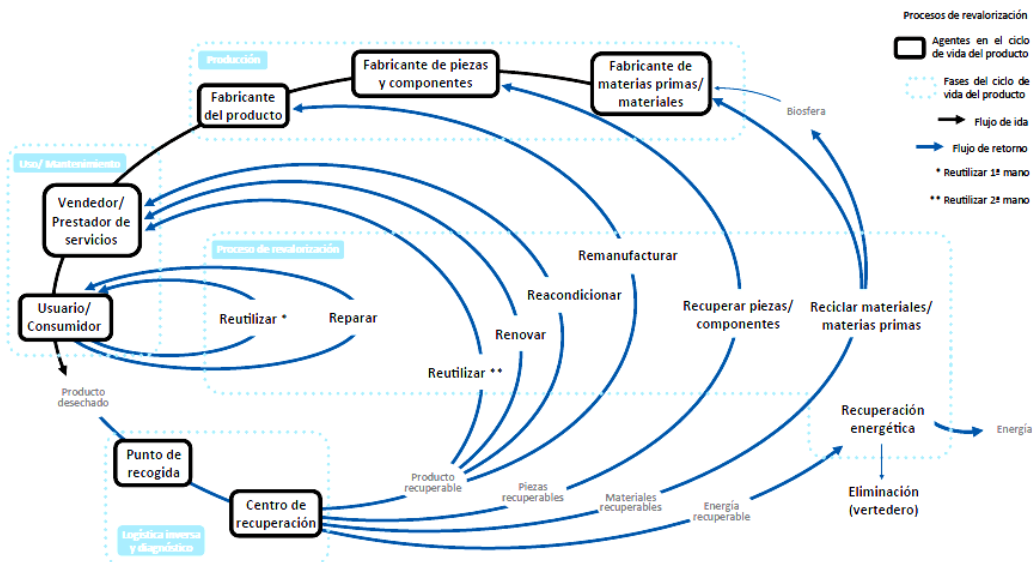 Procesos de revalorización
Agentes en el ciclo
de vida del producto
Fases del ciclo de
vida del producto
Flujo de ida
Flujo de retorno
* Reutilizar 1ª mano
** Reutilizar 2ª mano
Producción
Fabricante de piezas
y componentes
Fabricante de
materias primas/
materiales
Fabricante
del producto
Biosfera
Uso/ Mantenimiento
Vendedor/
Prestador de
servicios
Proceso de revalorización
Usuario/
Consumidor
Reutilizar *
Reparar
Reutilizar **
Renovar
Reacondicionar
Remanufacturar
Recuperar piezas/
componentes
Reciclar materiales/
materias primas
Producto
desechado
Punto de
recogida
Centro de
recuperación
Logística inversa
y diagnóstico
Producto
recuperable
Piezas
recuperables
Materiales
recuperables
Energía
recuperable
Recuperación
energética
Energía
Eliminación
(vertedero)